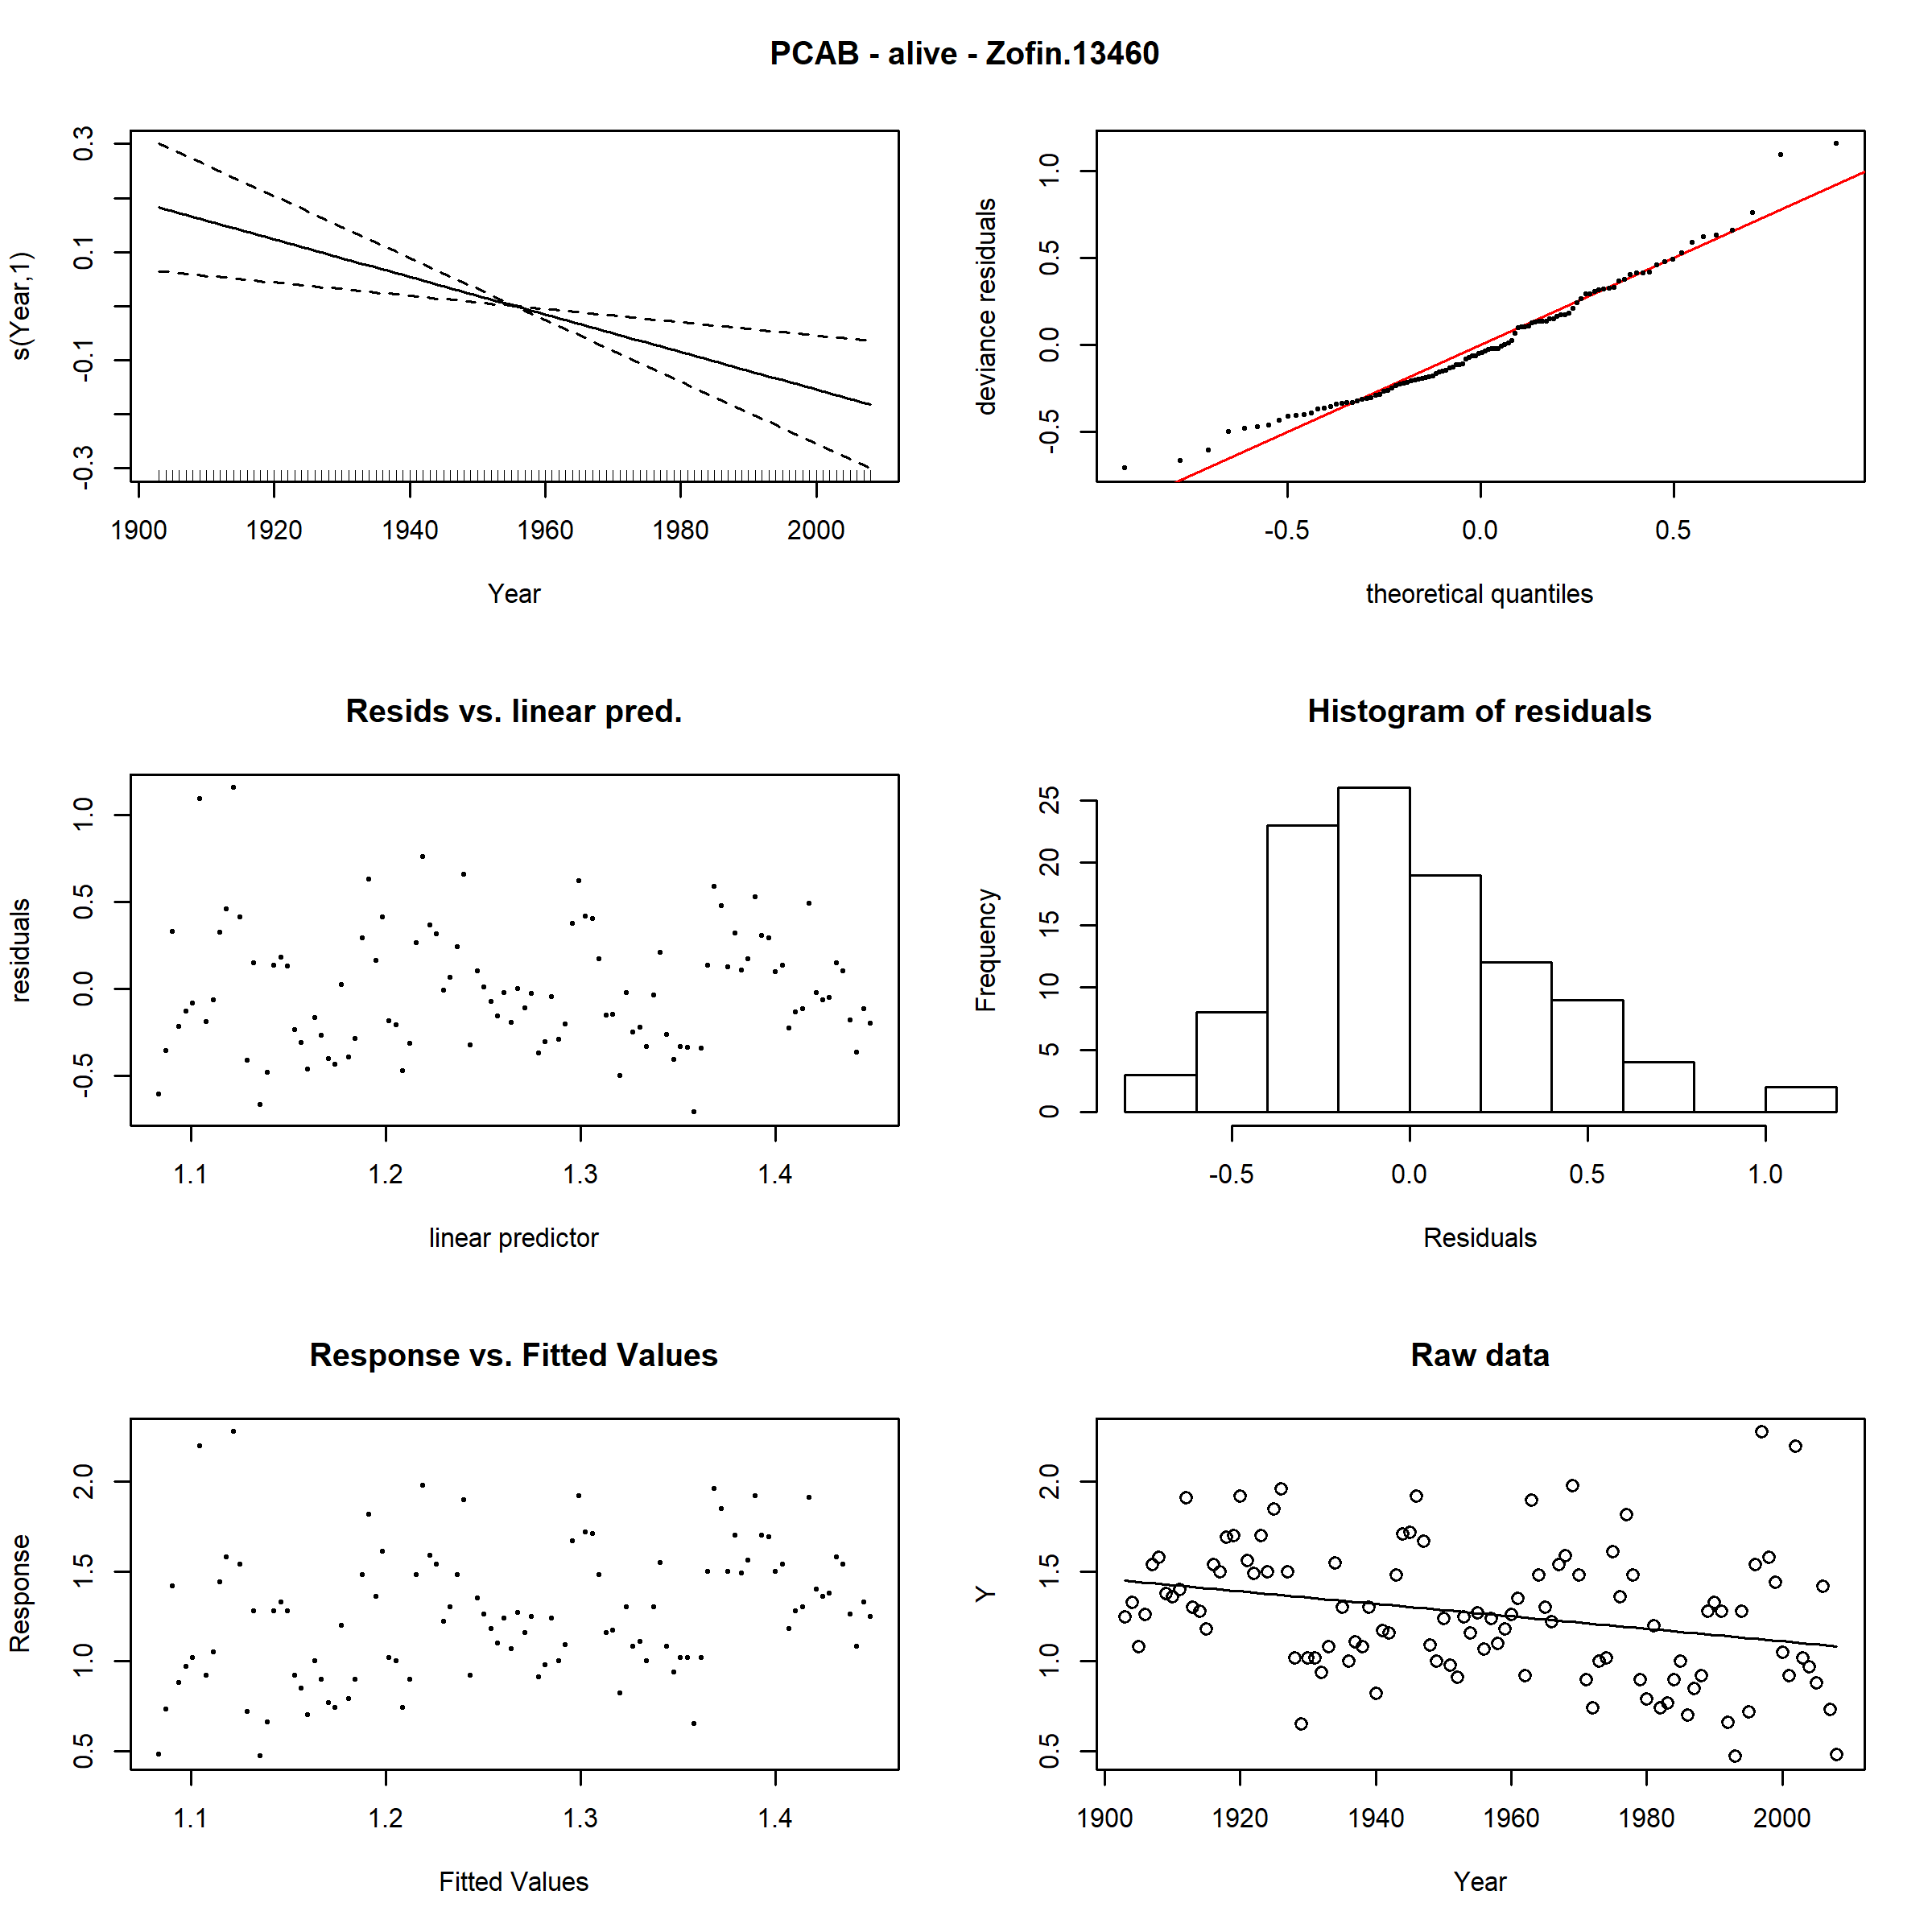 PCAB - alive - Zofin.13460
s(Year,1)
0.3
0.1
-0.1
-0.3
1900 1920 1940 1960 1980 2000
Year
deviance residuals
1.0
0.5
0.0
-0.5
-0.5 0.0 0.5
theoretical quantiles
Resids vs. linear pred.
residuals
1.0
0.5
0.0
-0.5
1.1 1.2 1.3 1.4
linear predictor
Histogram of residuals
Frequency
25
20
15
10
5
0
-0.5 0.0 0.5 1.0
Residuals
Response vs. Fitted Values
Response
2.0
1.5
1.0
0.5
1.1 1.2 1.3 1.4
Fitted Values
Raw data
Y
2.0
1.5
1.0
0.5
1900 1920 1940 1960 1980 2000
Year